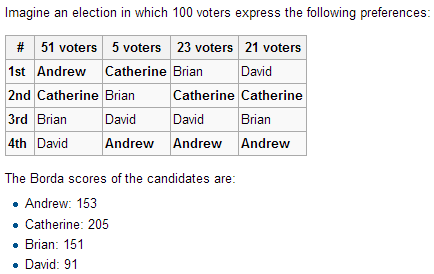 Imagine an election in which 100 voters express the following preferences:
# 51 voters 5 voters 23 voters 21 voters
1st Andrew Catherine Brian David
2nd Catherine Brian Catherine Catherine
3rd Brian David David Brian
4th David Andrew Andrew Andrew
The Borda scores of the candidates are:
• Andrew: 153
• Catherine: 205
• Brian: 151
• David: 91